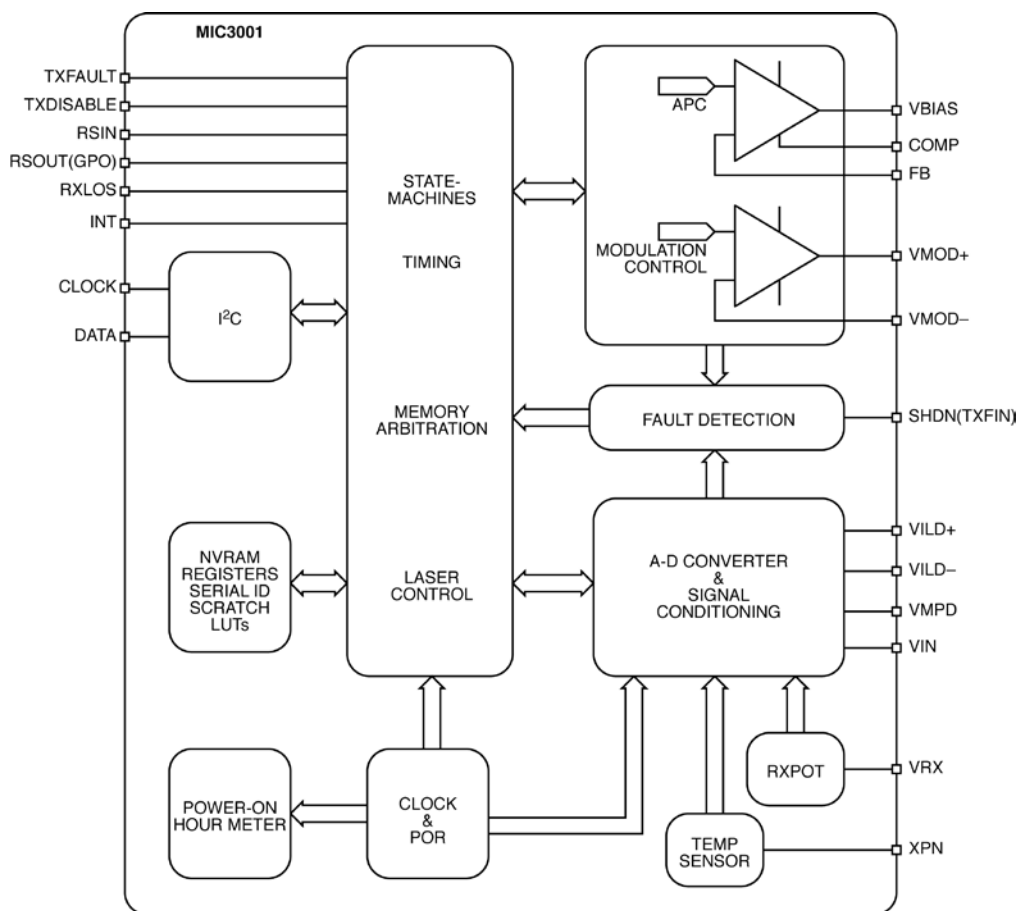 MIC3001
TXFAULT
TXDISABLE
RSIN
RSOUT(GPO)
RXLOS
INT
CLOCK
DATA
I²C
STATE-
MACHINES
TIMING
MEMORY
ARBITRATION
LASER
CONTROL
APC
MODULATION
CONTROL
VBIAS
COMP
FB
VMOD+
VMOD−
FAULT DETECTION
SHDN(TXFIN)
NVRAM
REGISTERS
SERIAL ID
SCRATCH
LUTs
A-D CONVERTER
&
SIGNAL
CONDITIONING
VILD+
VILD−
VMPD
VIN
POWER-ON
HOUR METER
CLOCK
&
POR
RXPOT
VRX
TEMP
SENSOR
XPN